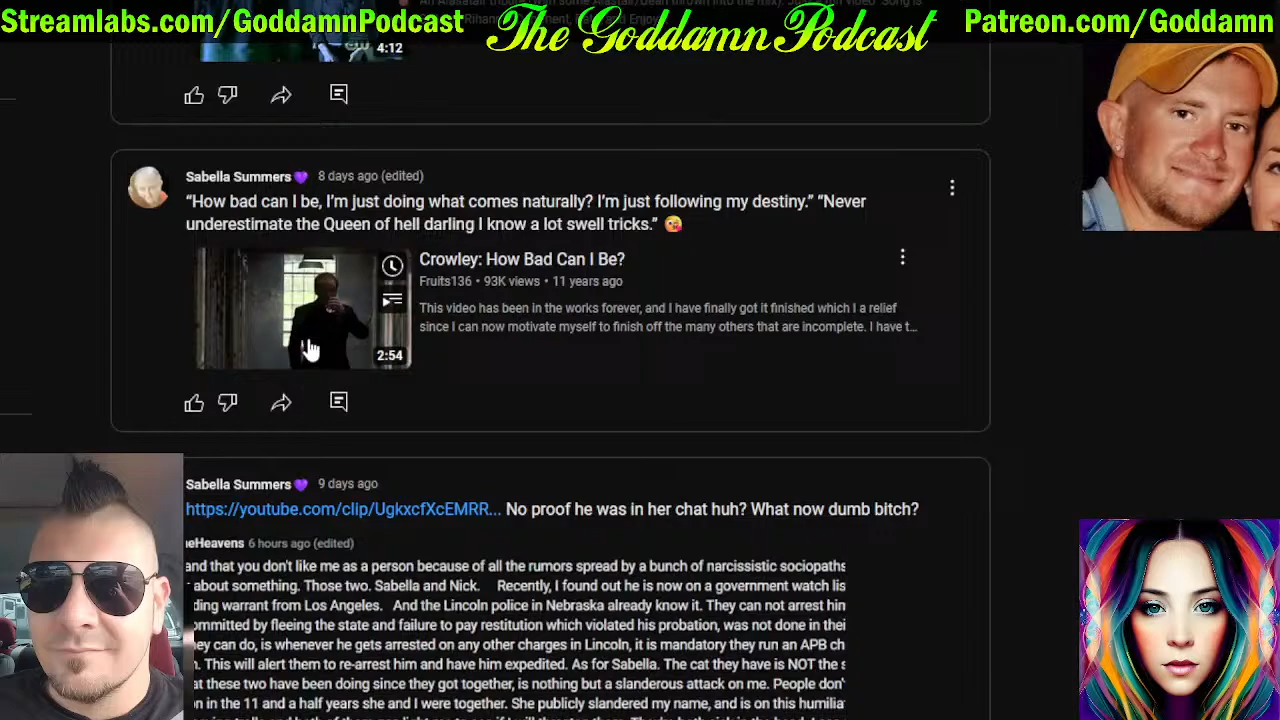 Streamlabs.com/GoddamnPodcast
The Goddamn Podcast
Patreon.com/Goddamn
4:12
Sabella Summers💜 8 days ago (edited)
“How bad can I be, I’m just doing what comes naturally? I’m just following my destiny.” “Never
underestimate the Queen of hell darling I know a lot swell tricks.” 😘
Crowley: How Bad Can I Be?
Fruits136 • 93K views • 11 years ago
This video has been in the works forever, and I have finally got it finished which I a relief
since I can now motivate myself to finish off the many others that are incomplete. I have t...
2:54
Sabella Summers💜 9 days ago
https://youtube.com/clip/UgkxcfXcEMRR... No proof he was in her chat huh? What now dumb bitch?
eHeavens 6 hours ago (edited)
and that you don't like me as a person because of all the rumors spread by a bunch of narcissistic sociopaths
about something. Those two. Sabella and Nick. Recently, I found out he is now on a government watch lis
ding warrant from Los Angeles. And the Lincoln police in Nebraska already know it. They can not arrest him
ommitted by fleeing the state and failure to pay restitution which violated his probation, was not done in thei
ey can do, is whenever he gets arrested on any other charges in Lincoln, it is mandatory they run an APB ch
n. This will alert them to re-arrest him and have him expedited. As for Sabella. The cat they have is NOT the s
at these two have been doing since they got together, is nothing but a slanderous attack on me. People don'
on in the 11 and a half years she and I were together. She publicly slandered my name, and is on this humilia